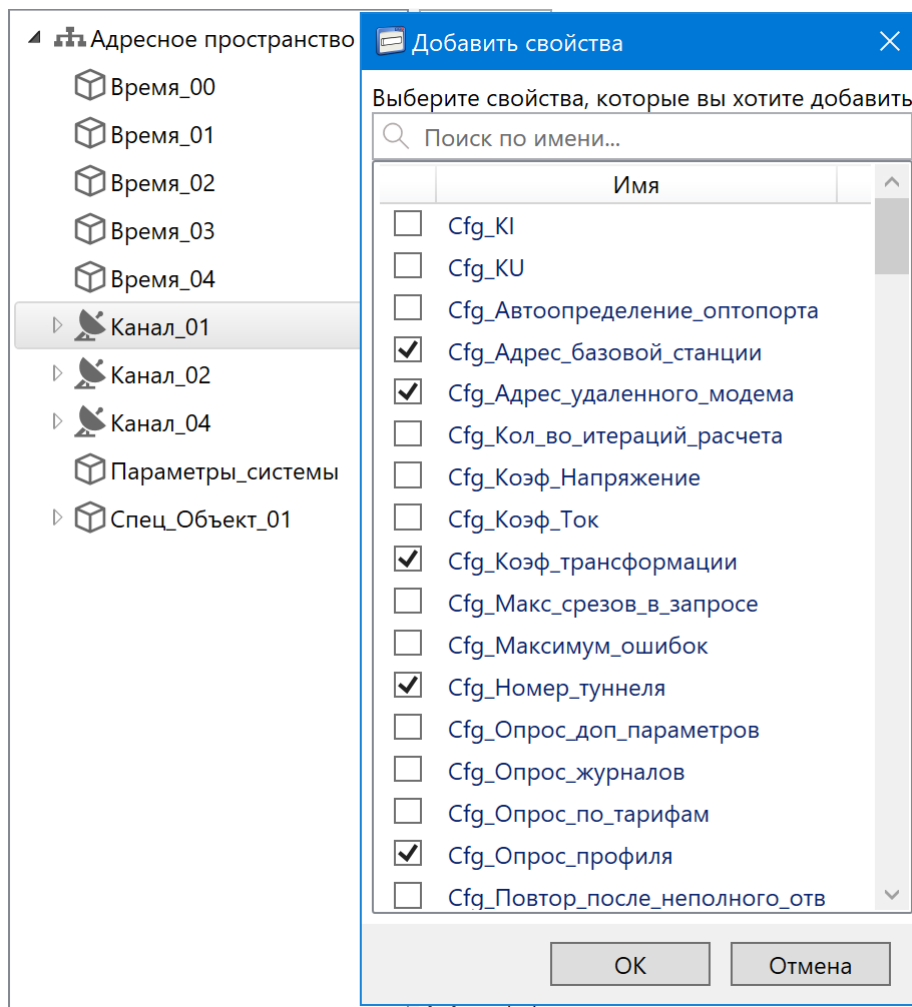 Адресное пространство
Время_00
Время_01
Время_02
Время_03
Время_04
Канал_01
Канал_02
Канал_04
Параметры_системы
Спец_Объект_01
Добавить свойства
Выберите свойства, которые вы хотите добавить
Поиск по имени...
Имя
Cfg_KI
Cfg_KU
Cfg_Автоопределение_оптопорта
Cfg_Адрес_базовой_станции
Cfg_Адрес_удаленного_модема
Cfg_Кол_во_итераций_расчета
Cfg_Коэф_Напряжение
Cfg_Коэф_Ток
Cfg_Коэф_трансформации
Cfg_Макс_срезов_в_запросе
Cfg_Максимум_ошибок
Cfg_Номер_туннеля
Cfg_Опрос_доп_параметров
Cfg_Опрос_журналов
Cfg_Опрос_по_тарифам
Cfg_Опрос_профиля
Cfg_Повтор_после_неполного_отв
ОК
Отмена